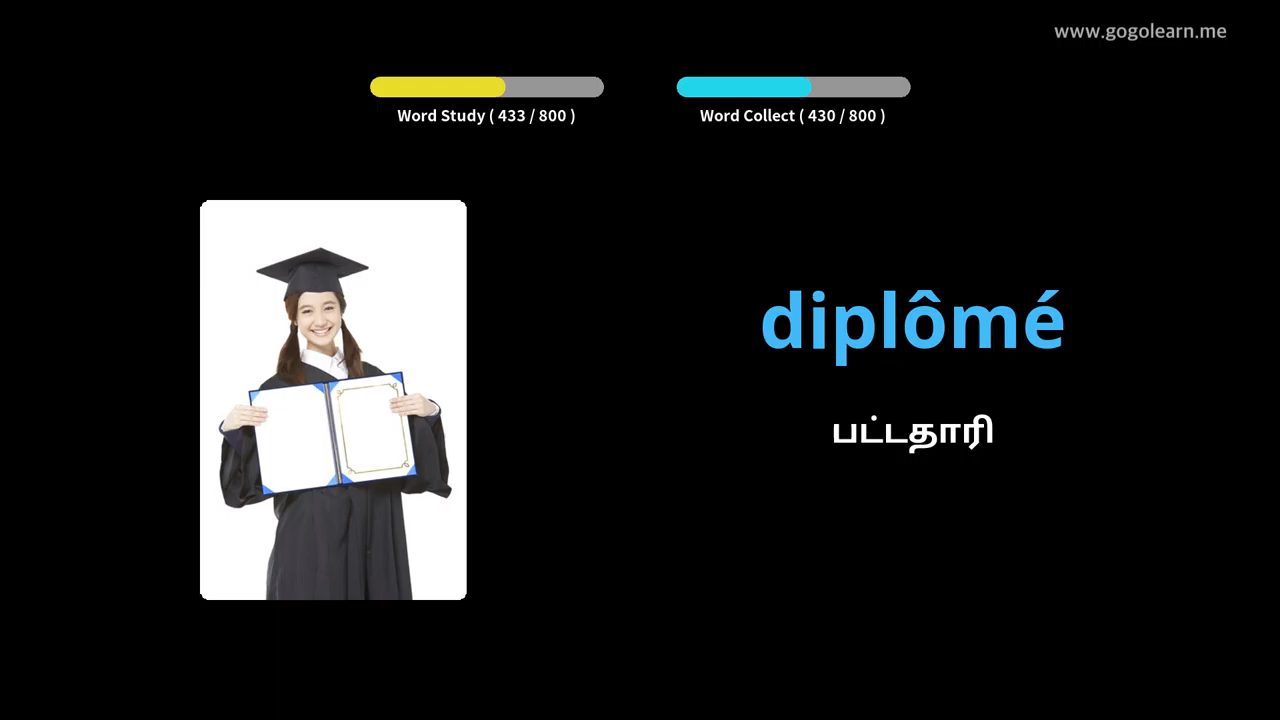 www.gogolearn.me
Word Study ( 433 / 800 )
Word Collect ( 430 / 800 )
diplômé
பட்டதாரி